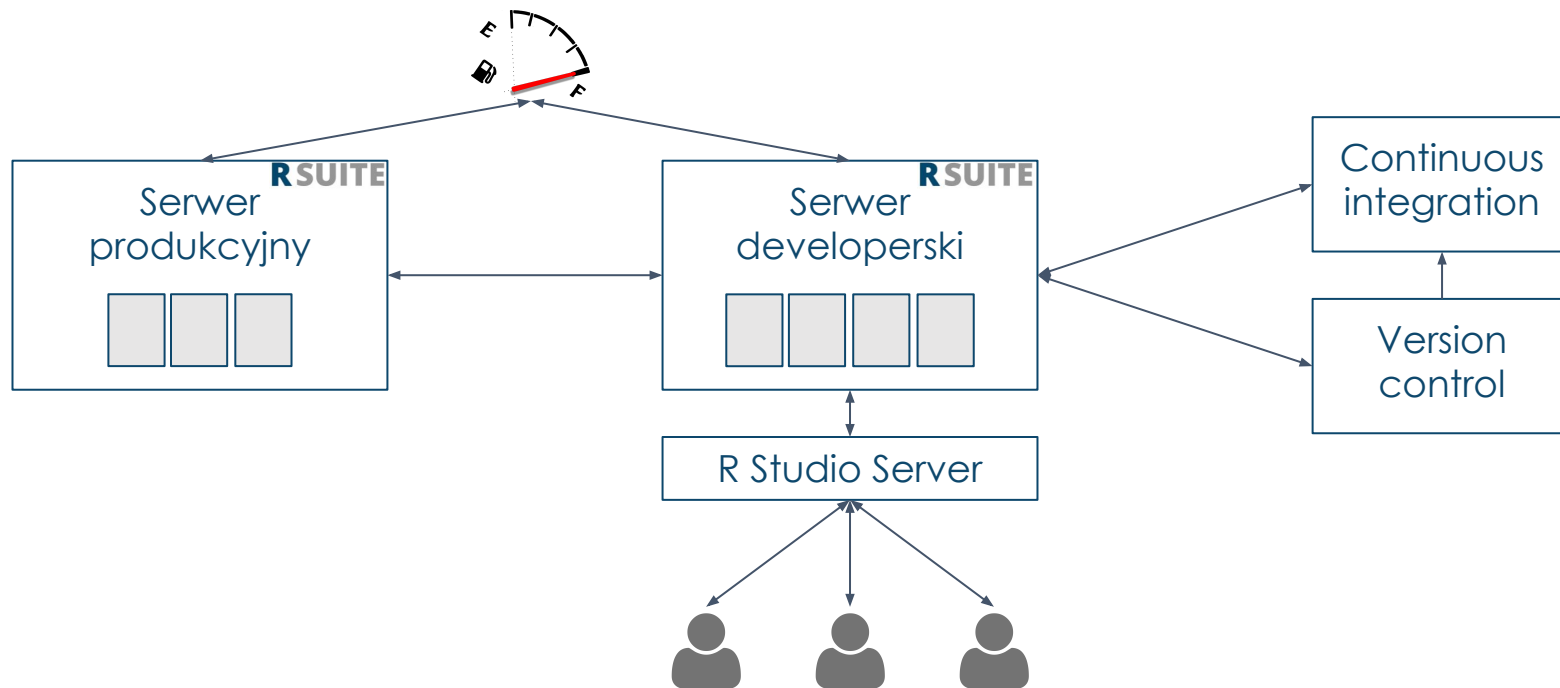 E
F
R SUITE
Serwer
produkcyjny
R SUITE
Serwer
developerski
Continuous
integration
Version
control
R Studio Server